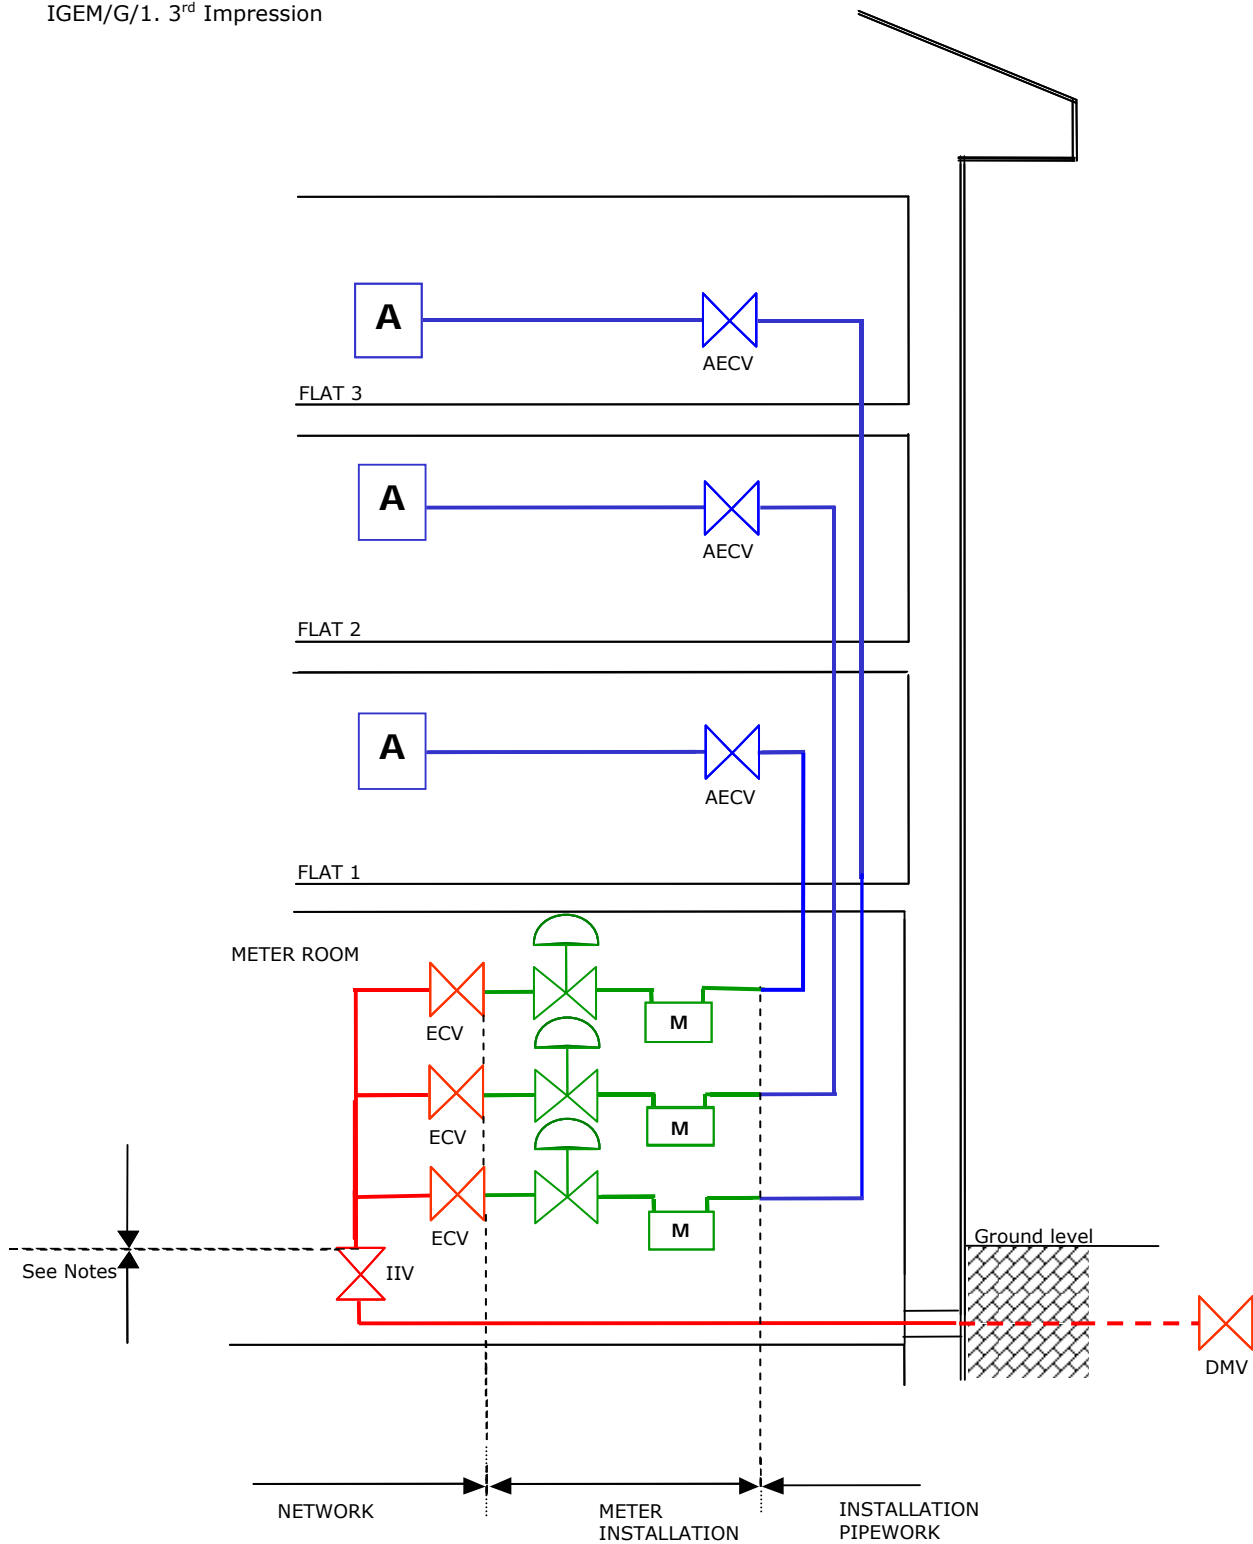 IGEM/G/1. 3rd Impression
A
AECV
FLAT 3
A
AECV
FLAT 2
A
AECV
FLAT 1
METER ROOM
M
ECV
M
ECV
M
ECV
Ground level
See Notes
IIV
DMV
NETWORK
METER
INSTALLATION
INSTALLATION
PIPEWORK